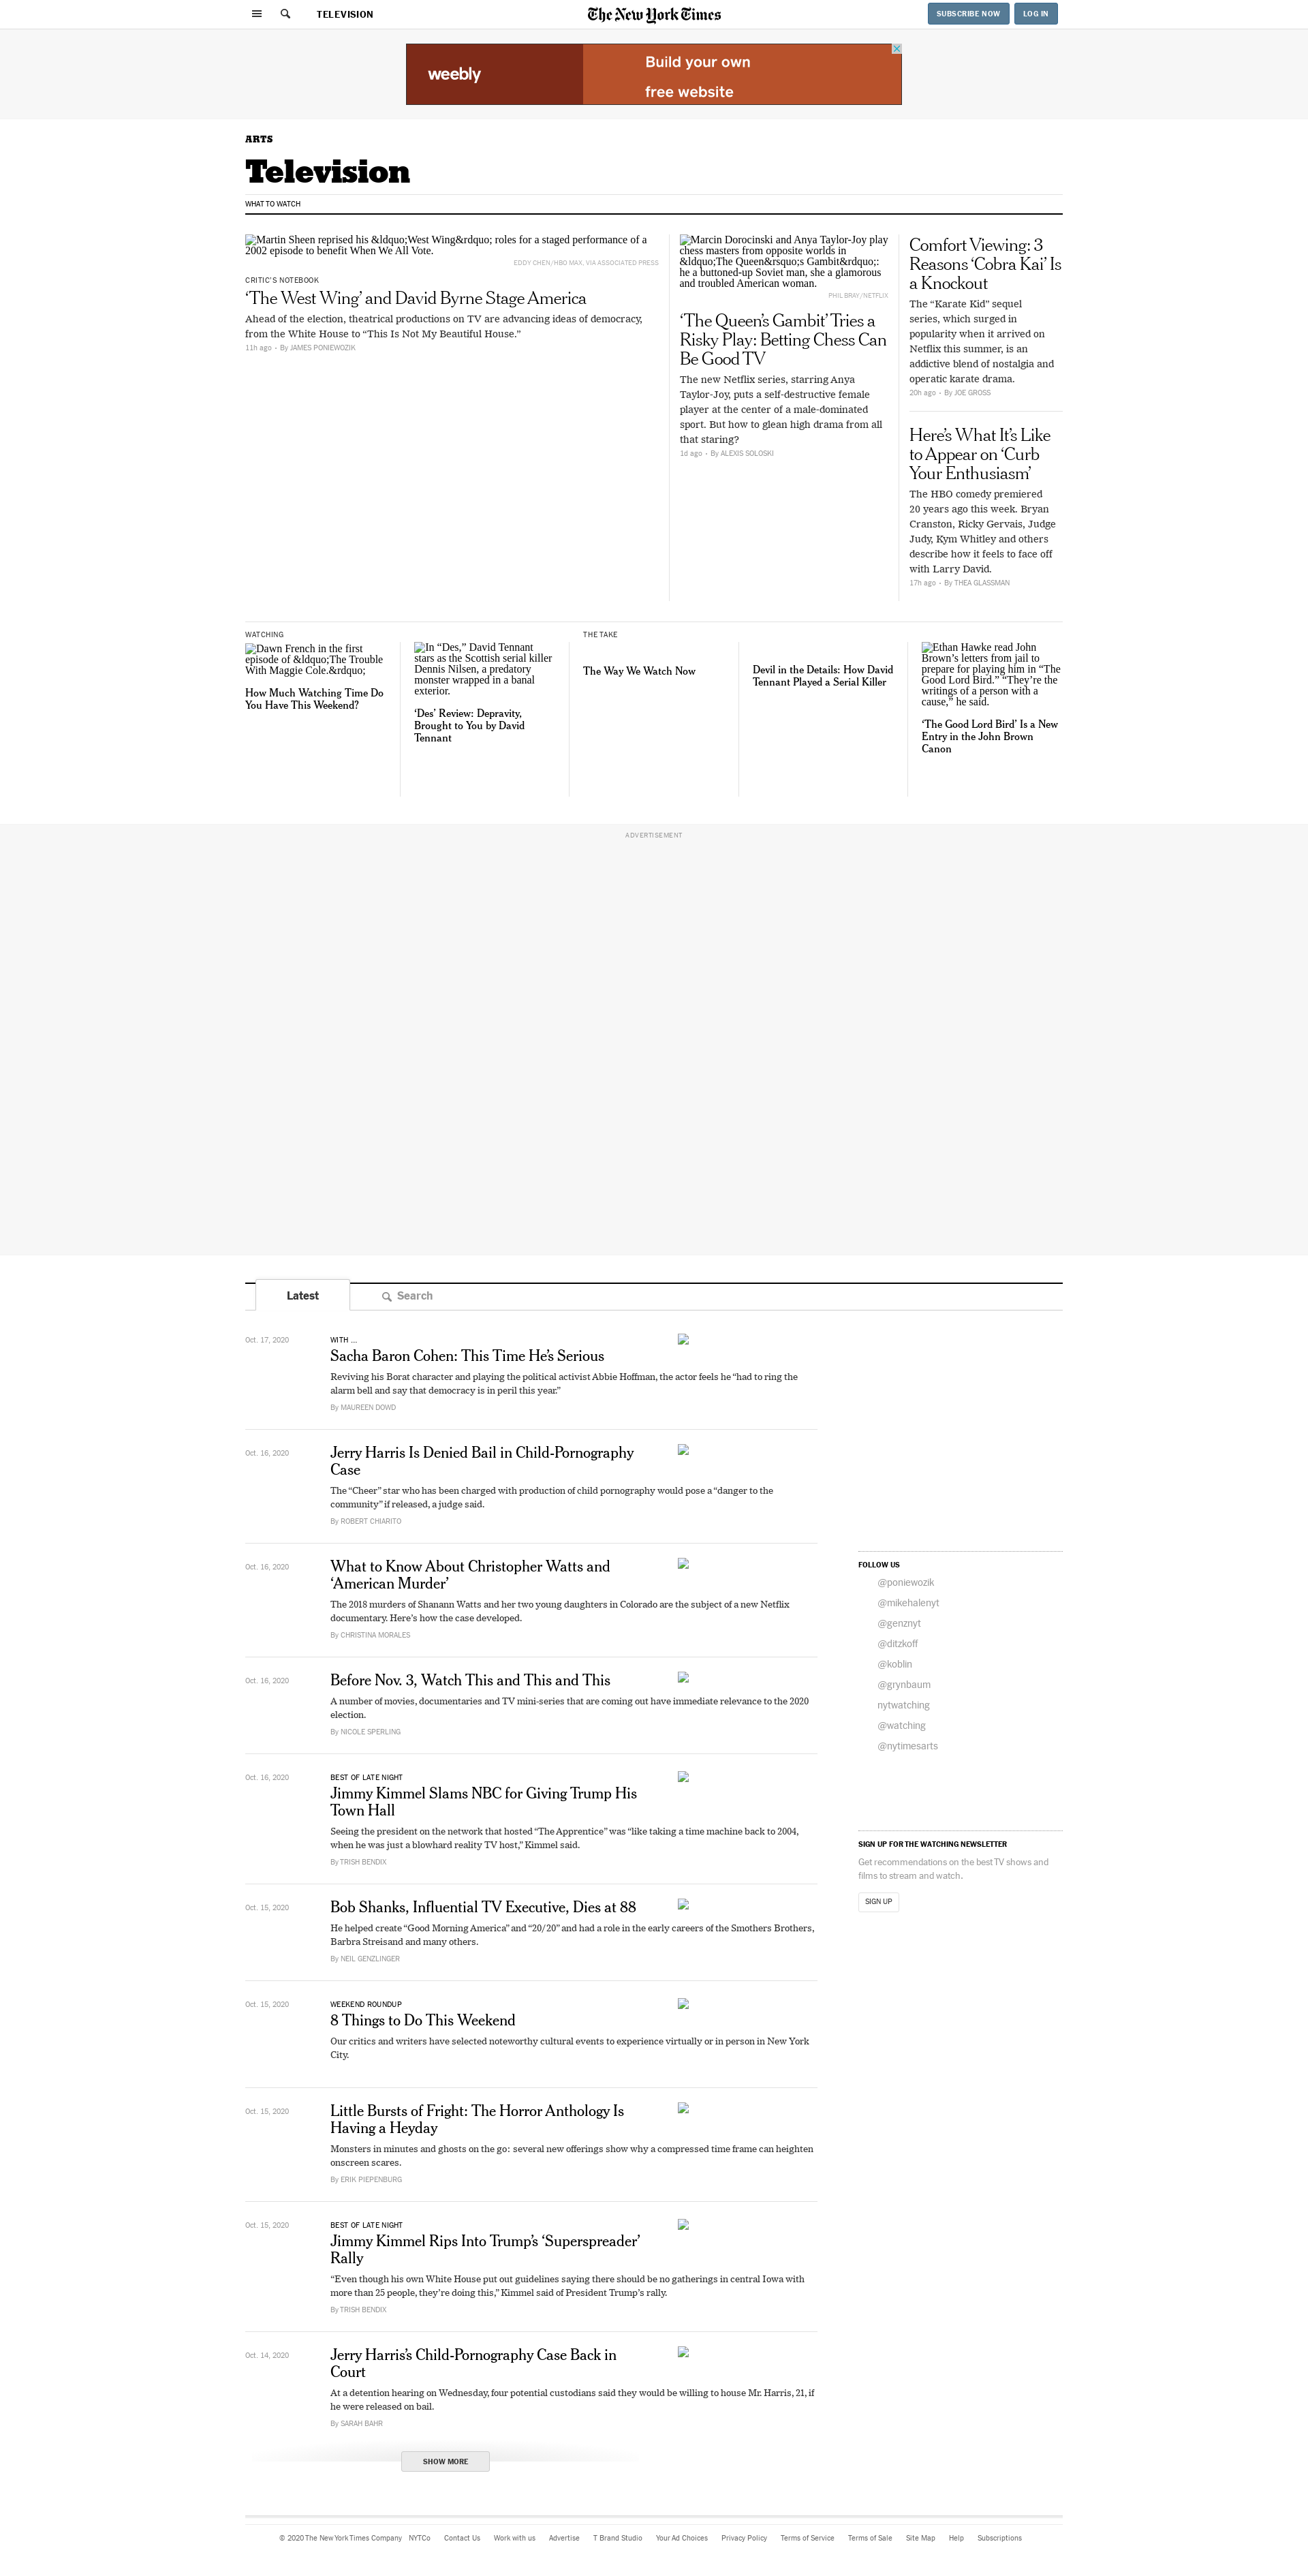 TELEVISION
The New York Times
SUBSCRIBE NOW
LOG IN
weebly
Build your own
free website
ARTS
Television
WHAT TO WATCH
Martin Sheen reprised his &ldquo;West Wing&rdquo; roles for a staged performance of a
2002 episode to benefit When We All Vote.
EDDY CHEN/HBO MAX, VIA ASSOCIATED PRESS
CRITIC'S NOTEBOOK
‘The West Wing’ and David Byrne Stage America
Ahead of the election, theatrical productions on TV are advancing ideas of democracy,
from the White House to “This Is Not My Beautiful House.”
11h ago - By JAMES PONIEWOZIK
Marcin Dorocinski and Anya Taylor-Joy play
chess masters from opposite worlds in
&ldquo;The Queen&rsquo;s Gambit&rdquo;:
he a buttoned-up Soviet man, she a glamorous
and troubled American woman.
PHIL BRAY/NETFLIX
‘The Queen’s Gambit’ Tries a
Risky Play: Betting Chess Can
Be Good TV
The new Netflix series, starring Anya
Taylor-Joy, puts a self-destructive female
player at the center of a male-dominated
sport. But how to glean high drama from all
that staring?
1d ago - By ALEXIS SOLOSKI
Comfort Viewing: 3
Reasons ‘Cobra Kai’ Is
a Knockout
The “Karate Kid” sequel
series, which surged in
popularity when it arrived on
Netflix this summer, is an
addictive blend of nostalgia and
operatic karate drama.
20h ago - By JOE GROSS
Here’s What It’s Like
to Appear on ‘Curb
Your Enthusiasm’
The HBO comedy premiered
20 years ago this week. Bryan
Cranston, Ricky Gervais, Judge
Judy, Kym Whitley and others
describe how it feels to face off
with Larry David.
17h ago - By THEA GLASSMAN
WATCHING
Dawn French in the first
episode of &ldquo;The Trouble
With Maggie Cole.&rdquo;
How Much Watching Time Do
You Have This Weekend?
In “Des,” David Tennant
stars as the Scottish serial killer
Dennis Nilsen, a predatory
monster wrapped in a banal
exterior.
‘Des’ Review: Depravity,
Brought to You by David
Tennant
THE TAKE
The Way We Watch Now
Devil in the Details: How David
Tennant Played a Serial Killer
Ethan Hawke read John
Brown’s letters from jail to
prepare for playing him in “The
Good Lord Bird.” “They’re the
writings of a person with a
cause,” he said.
‘The Good Lord Bird’ Is a New
Entry in the John Brown
Canon
ADVERTISEMENT
Latest
Search
Oct. 17, 2020
WITH ...
Sacha Baron Cohen: This Time He’s Serious
Reviving his Borat character and playing the political activist Abbie Hoffman, the actor feels he “had to ring the
alarm bell and say that democracy is in peril this year.”
By MAUREEN DOWD
Oct. 16, 2020
Jerry Harris Is Denied Bail in Child-Pornography
Case
The “Cheer” star who has been charged with production of child pornography would pose a “danger to the
community” if released, a judge said.
By ROBERT CHIARITO
Oct. 16, 2020
What to Know About Christopher Watts and
‘American Murder’
The 2018 murders of Shanann Watts and her two young daughters in Colorado are the subject of a new Netflix
documentary. Here’s how the case developed.
By CHRISTINA MORALES
Oct. 16, 2020
Before Nov. 3, Watch This and This and This
A number of movies, documentaries and TV mini-series that are coming out have immediate relevance to the 2020
election.
By NICOLE SPERLING
Oct. 16, 2020
BEST OF LATE NIGHT
Jimmy Kimmel Slams NBC for Giving Trump His
Town Hall
Seeing the president on the network that hosted “The Apprentice” was “like taking a time machine back to 2004,
when he was just a blowhard reality TV host,” Kimmel said.
By TRISH BENDIX
Oct. 15, 2020
Bob Shanks, Influential TV Executive, Dies at 88
He helped create “Good Morning America” and “20/20” and had a role in the early careers of the Smothers Brothers,
Barbra Streisand and many others.
By NEIL GENZLINGER
Oct. 15, 2020
WEEKEND ROUNDUP
8 Things to Do This Weekend
Our critics and writers have selected noteworthy cultural events to experience virtually or in person in New York
City.
Oct. 15, 2020
Little Bursts of Fright: The Horror Anthology Is
Having a Heyday
Monsters in minutes and ghosts on the go: several new offerings show why a compressed time frame can heighten
onscreen scares.
By ERIK PIEPENBURG
Oct. 15, 2020
BEST OF LATE NIGHT
Jimmy Kimmel Rips Into Trump’s ‘Superspreader’
Rally
“Even though his own White House put out guidelines saying there should be no gatherings in central Iowa with
more than 25 people, they’re doing this,” Kimmel said of President Trump’s rally.
By TRISH BENDIX
Oct. 14, 2020
Jerry Harris’s Child-Pornography Case Back in
Court
At a detention hearing on Wednesday, four potential custodians said they would be willing to house Mr. Harris, 21, if
he were released on bail.
By SARAH BAHR
SHOW MORE
FOLLOW US
@poniewozik
@mikehalenyt
@genznyt
@ditzkoff
@koblin
@grynbaum
nytwatching
@watching
@nytimesarts
SIGN UP FOR THE WATCHING NEWSLETTER
Get recommendations on the best TV shows and
films to stream and watch.
SIGN UP
© 2020 The New York Times Company NYTCo Contact Us Work with us Advertise T Brand Studio Your Ad Choices Privacy Policy Terms of Service Terms of Sale Site Map Help Subscriptions